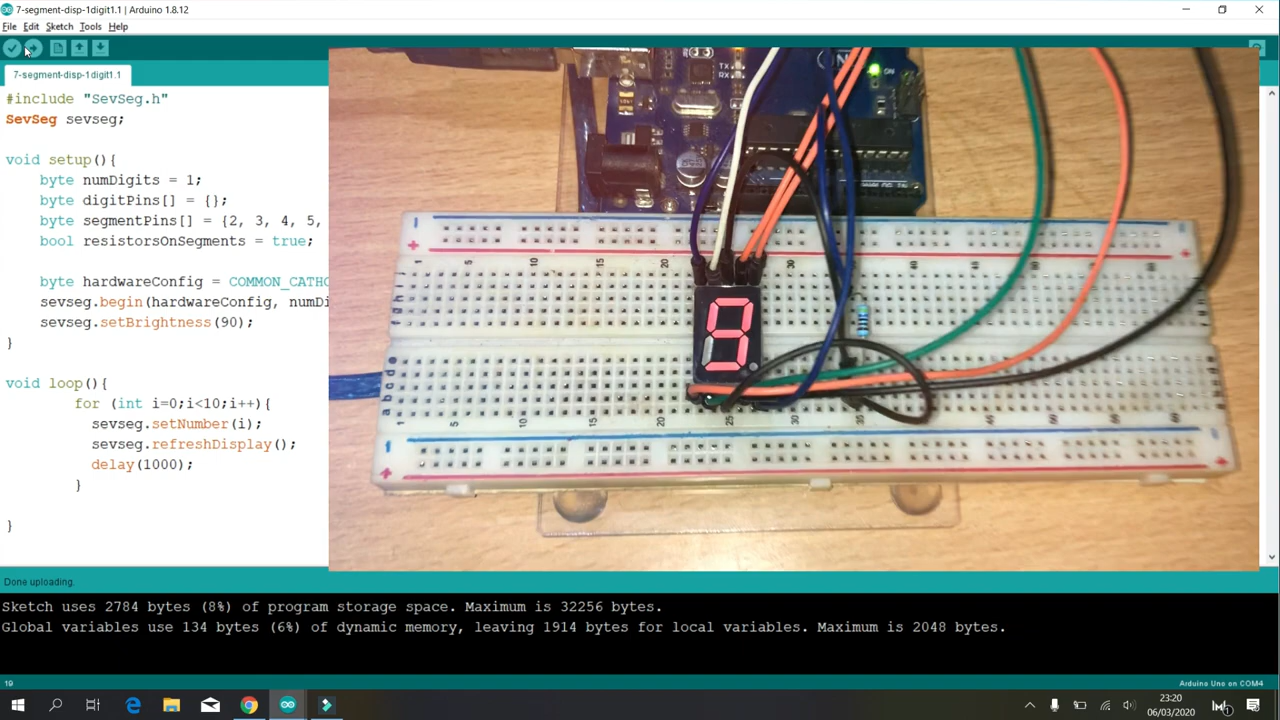 7-segment-disp-1digit1.1 | Arduino 1.8.12
File Edit Sketch Tools Help
7-segment-disp-1digit1.1
#include "SevSeg.h"
SevSeg sevseg;
void setup(){
byte numDigits = 1;
byte digitPins[] = {};
byte segmentPins[] = {2, 3, 4, 5,
bool resistorsOnSegments = true;
byte hardwareConfig = COMMON_CATHO
sevseg.begin(hardwareConfig, numDi
sevseg.setBrightness(90);
}
void loop(){
for (int i=0;i<10;i++){
sevseg.setNumber(i);
sevseg.refreshDisplay();
delay(1000);
}
}
TX
RX
ON
9
Done uploading.
Sketch uses 2784 bytes (8%) of program storage space. Maximum is 32256 bytes.
Global variables use 134 bytes (6%) of dynamic memory, leaving 1914 bytes for local variables. Maximum is 2048 bytes.
19
Arduino Uno on COM4
23:20
06/03/2020